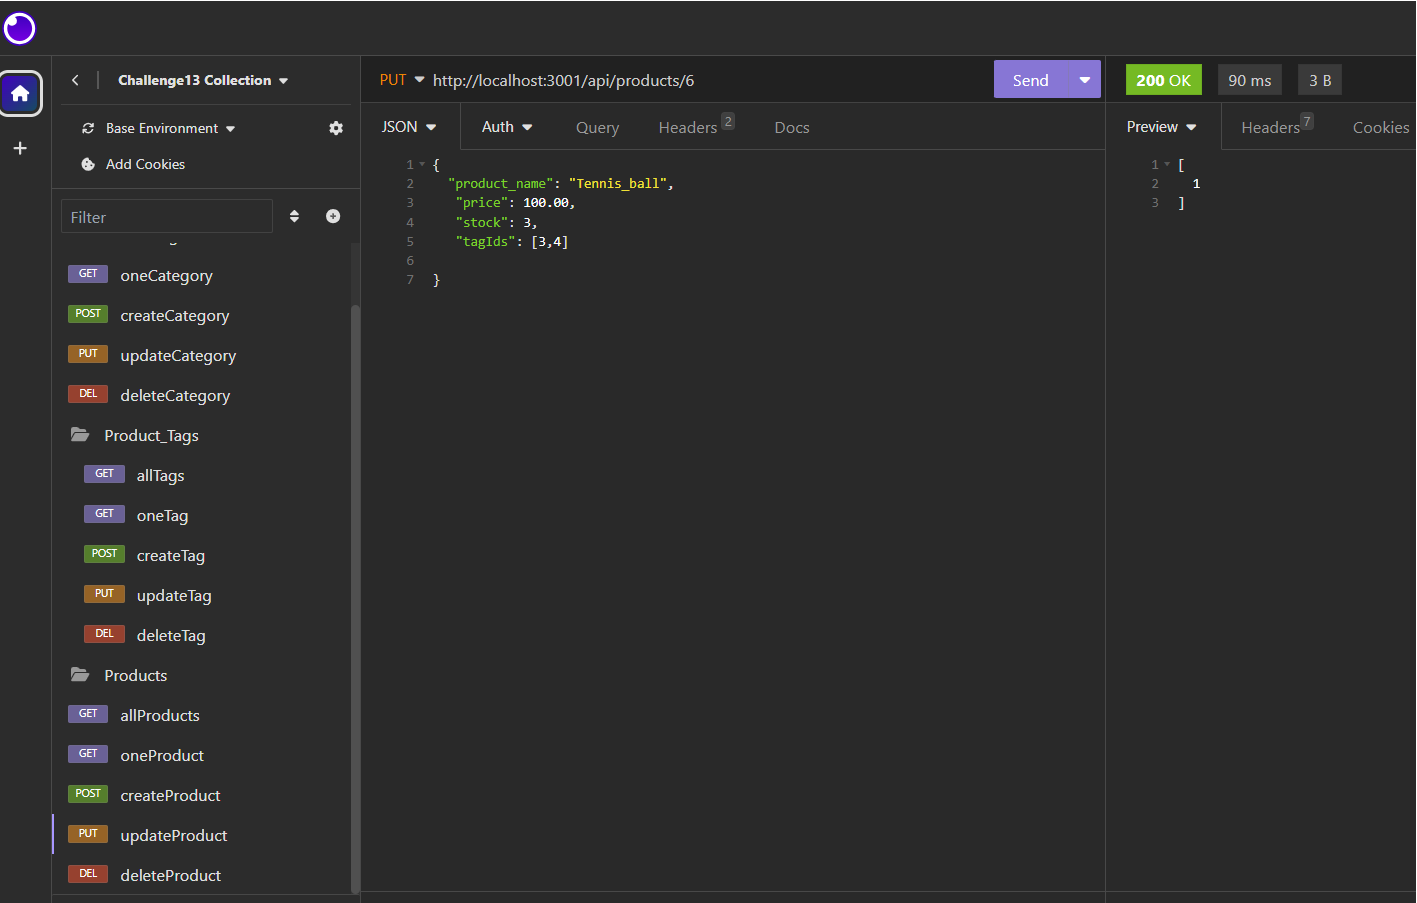 Challenge13 Collection
Base Environment
Add Cookies
Filter
GET oneCategory
POST createCategory
PUT updateCategory
DEL deleteCategory
Product_Tags
GET allTags
GET oneTag
POST createTag
PUT updateTag
DEL deleteTag
Products
GET allProducts
GET oneProduct
POST createProduct
PUT updateProduct
DEL deleteProduct
PUT http://localhost:3001/api/products/6 Send
JSON Auth Query Headers 2 Docs
1 {
2 "product_name": "Tennis_ball",
3 "price": 100.00,
4 "stock": 3,
5 "tagIds": [3,4]
6
7 }
200 OK 90 ms 3 B
Preview Headers 7 Cookies
1 [
2 1
3 ]